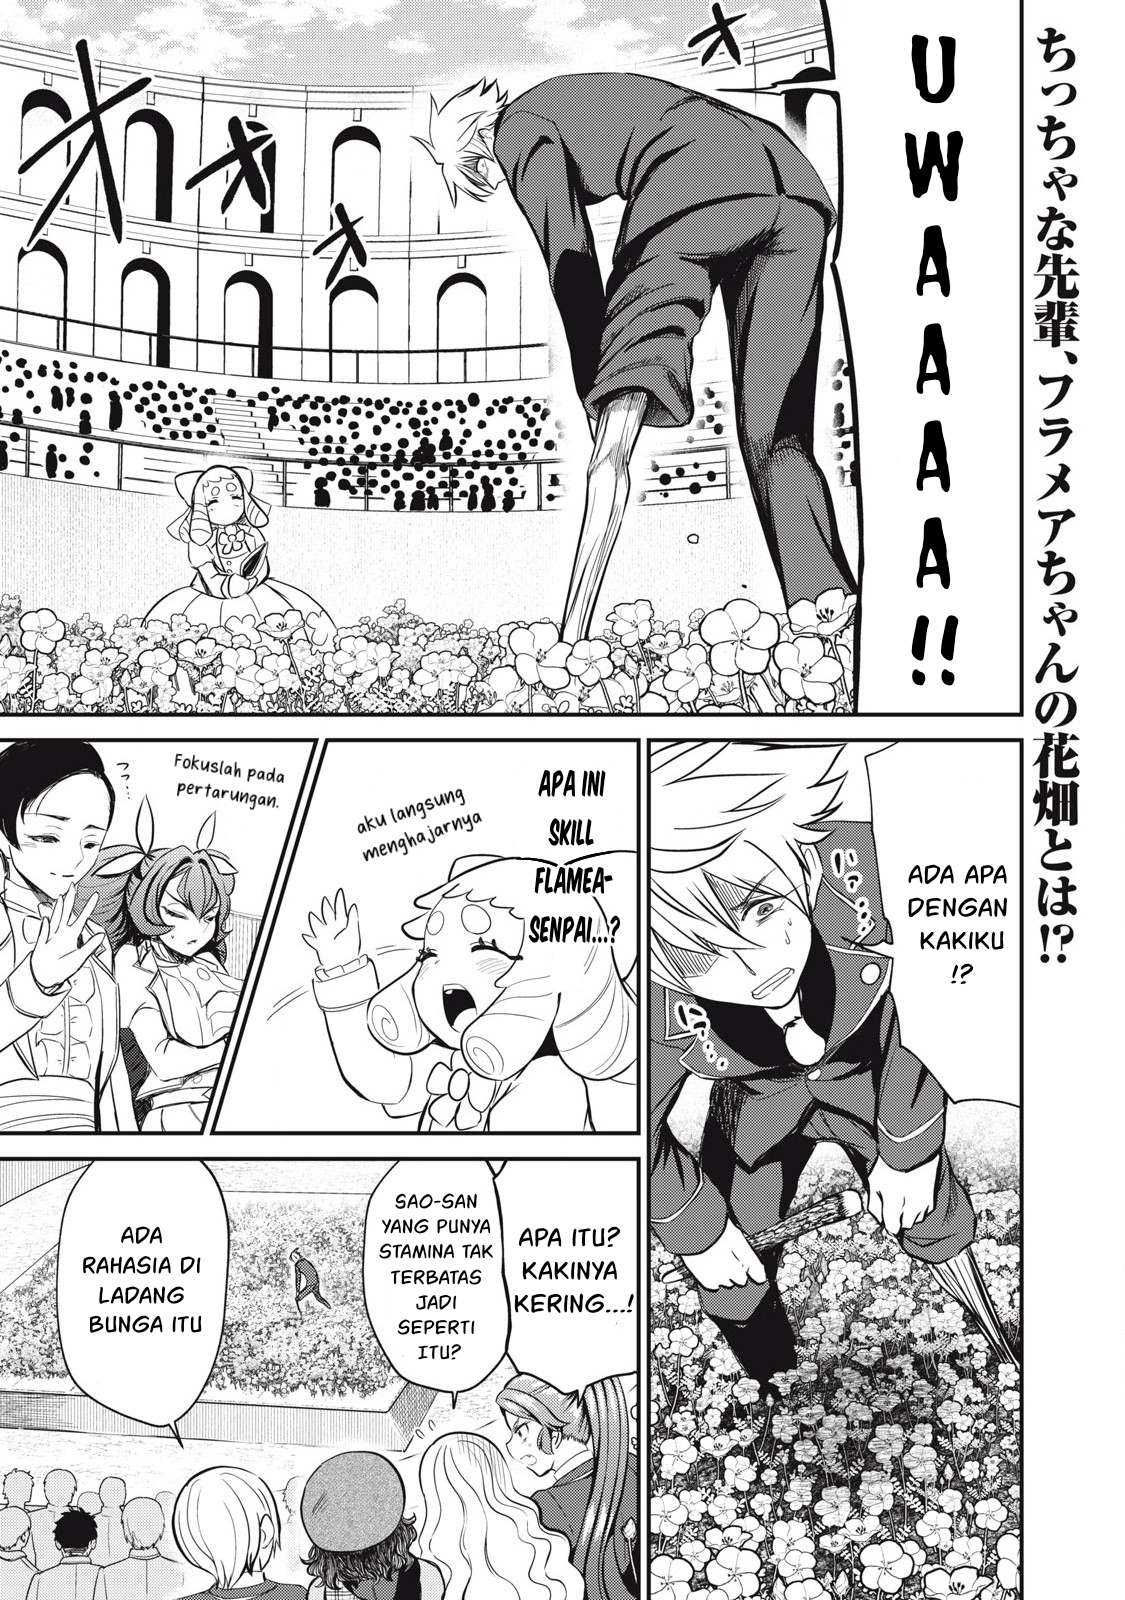 ちっちゃな先輩、フラメアちゃんの花畑とは!?
UWAAAAA!!
ADA APA
DENGAN
KAKIKU
!?
APA INI
SKILL
FLAMEA-
SENPAI...?
aku langsung
menghajarnya
Fokuslah pada
pertarungan.
APA ITU?
KAKINYA
KERING...!
SAO-SAN
YANG PUNYA
STAMINA TAK
TERBATAS
JADI
SEPERTI
ITU?
ADA
RAHASIA DI
LADANG
BUNGA ITU